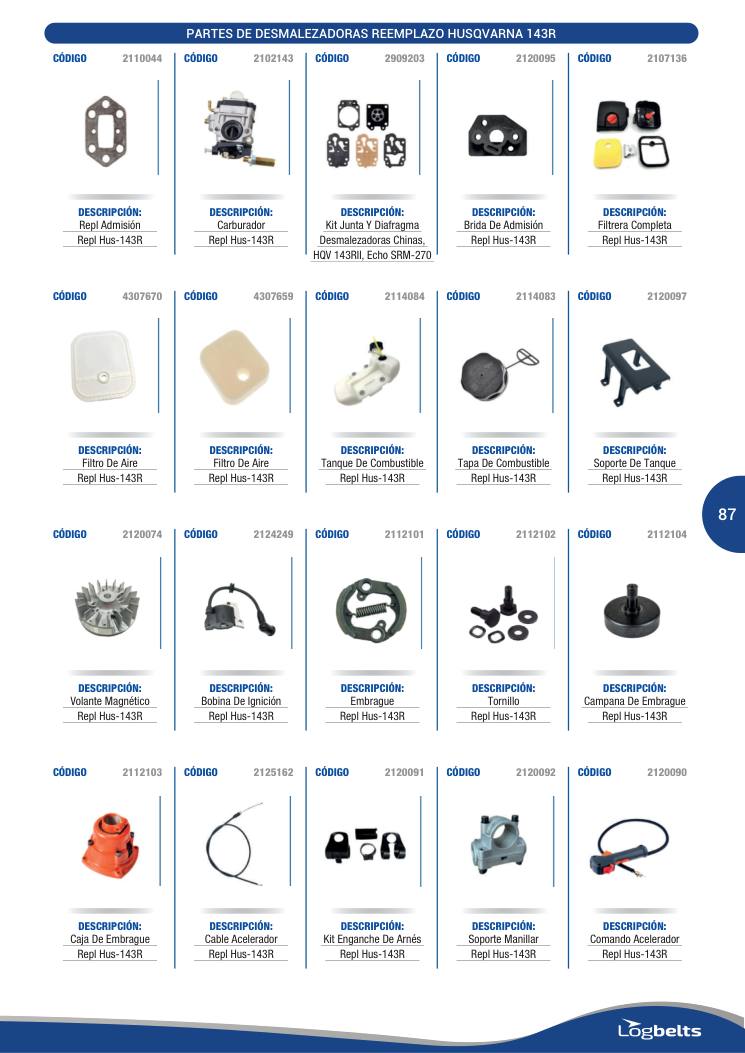 PARTES DE DESMALEZADORAS REEMPLAZO HUSQVARNA 143R
CÓDIGO 2110044
DESCRIPCIÓN:
Repl Admisión
Repl Hus-143R
CÓDIGO 2102143
DESCRIPCIÓN:
Carburador
Repl Hus-143R
CÓDIGO 2909203
DESCRIPCIÓN:
Kit Junta Y Diafragma
Desmalezadoras Chinas,
HQV 143RII, Echo SRM-270
CÓDIGO 2120095
DESCRIPCIÓN:
Brida De Admisión
Repl Hus-143R
CÓDIGO 2107136
DESCRIPCIÓN:
Filtrera Completa
Repl Hus-143R
CÓDIGO 4307670
DESCRIPCIÓN:
Filtro De Aire
Repl Hus-143R
CÓDIGO 4307659
DESCRIPCIÓN:
Filtro De Aire
Repl Hus-143R
CÓDIGO 2114084
DESCRIPCIÓN:
Tanque De Combustible
Repl Hus-143R
CÓDIGO 2114083
DESCRIPCIÓN:
Tapa De Combustible
Repl Hus-143R
CÓDIGO 2120097
DESCRIPCIÓN:
Soporte De Tanque
Repl Hus-143R
87
CÓDIGO 2120074
DESCRIPCIÓN:
Volante Magnético
Repl Hus-143R
CÓDIGO 2124249
DESCRIPCIÓN:
Bobina De Ignición
Repl Hus-143R
CÓDIGO 2112101
DESCRIPCIÓN:
Embrague
Repl Hus-143R
CÓDIGO 2112102
DESCRIPCIÓN:
Tornillo
Repl Hus-143R
CÓDIGO 2112104
DESCRIPCIÓN:
Campana De Embrague
Repl Hus-143R
CÓDIGO 2112103
DESCRIPCIÓN:
Caja De Embrague
Repl Hus-143R
CÓDIGO 2125162
DESCRIPCIÓN:
Cable Acelerador
Repl Hus-143R
CÓDIGO 2120091
DESCRIPCIÓN:
Kit Enganche De Arnés
Repl Hus-143R
CÓDIGO 2120092
DESCRIPCIÓN:
Soporte Manillar
Repl Hus-143R
CÓDIGO 2120090
DESCRIPCIÓN:
Comando Acelerador
Repl Hus-143R
Logbelts